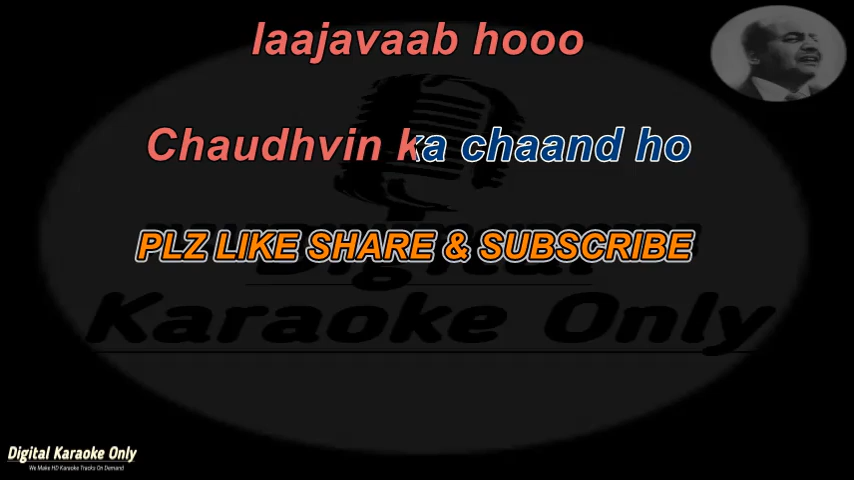 laajavaab hooo
Chaudhvin ka chaand ho
PLZ LIKE SHARE & SUBSCRIBE
Digital
Karaoke Only
Digital Karaoke Only
We Make HD Karaoke Tracks On Demand!